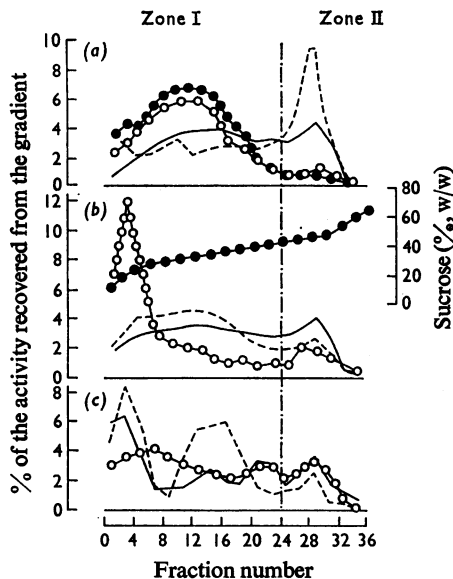 Zone I Zone II
(a)
10
8
6
4
2
0
(b)
12
10
8
6
4
2
0
80
60
40
20
0
(c)
8
6
4
2
0
0 4 8 12 16 20 24 28 32 36
Fraction number
% of the activity recovered from the gradient
Sucrose (%, w/w)